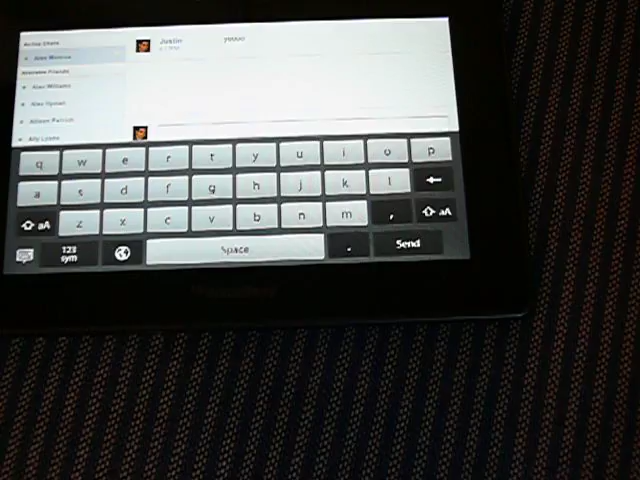 Active Chats
Justin yoooo
Alex Monroe
Available Friends
Alex Williams
Alex Hyman
Allison Patrick
Ally Lyons
q w e r t y u i o p
a s d f g h j k l
aA z x c v b n m , aA
123
sym
Space . Send